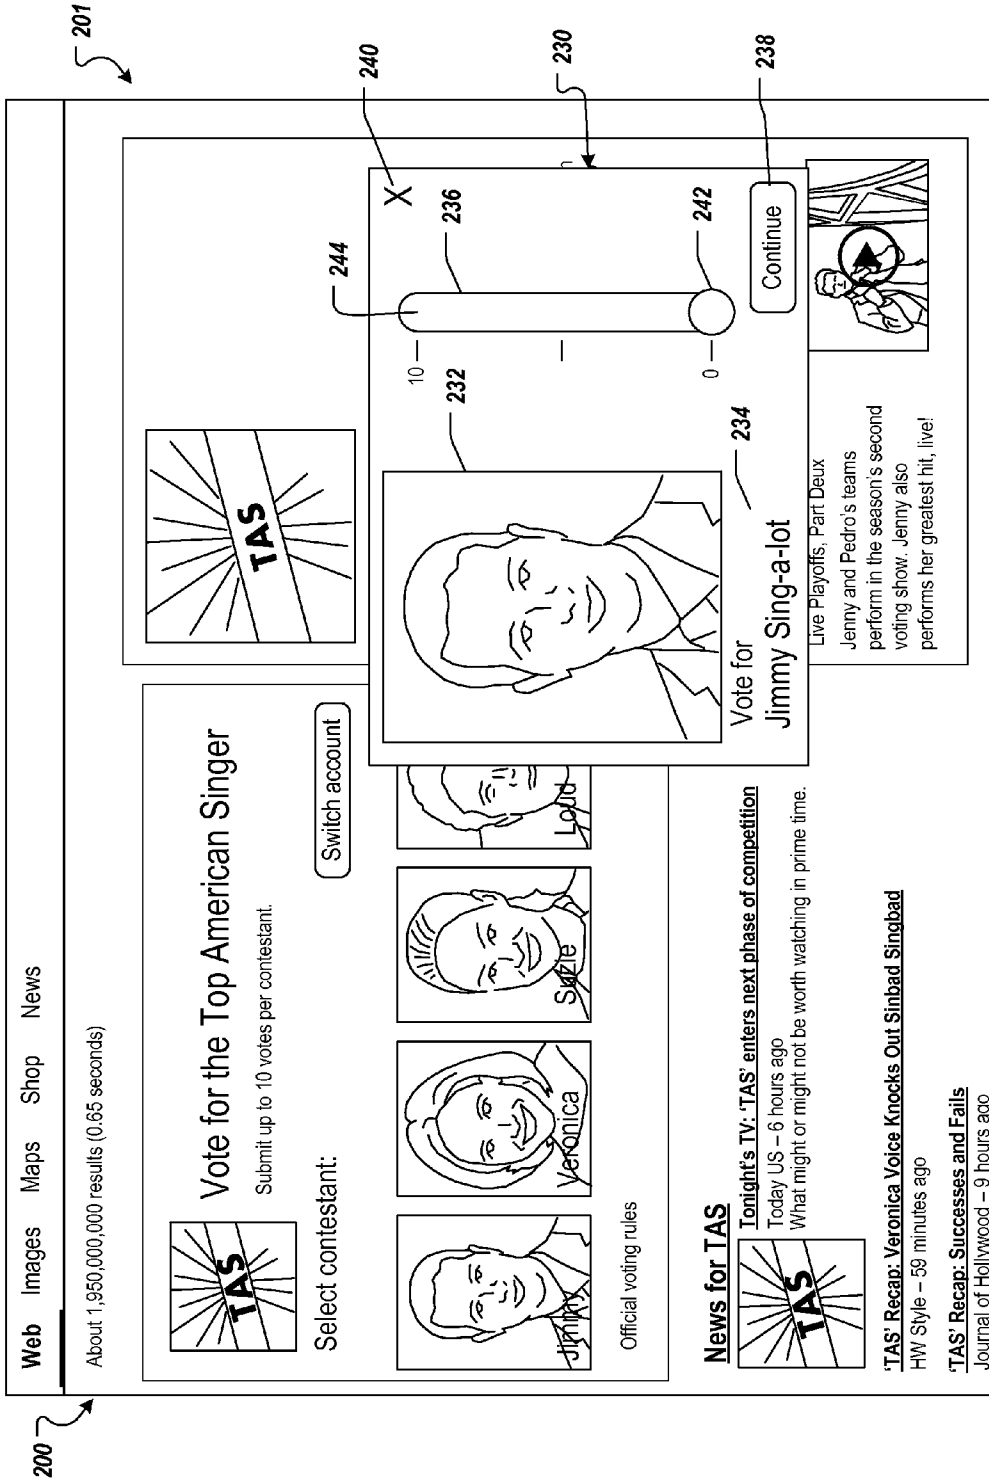 200
201
Web Images Maps Shop News
About 1,950,000,000 results (0.65 seconds)
TAS
Vote for the Top American Singer
Submit up to 10 votes per contestant.
Select contestant:
Switch account
Jimmy
Veronica
Suzie
Loud
Official voting rules
TAS
n
230
232
Vote for
Jimmy Sing-a-lot
234
X
240
244
236
10
0
242
Continue
238
Live Playoffs, Part Deux
Jenny and Pedro's teams
perform in the season's second
voting show. Jenny also
performs her greatest hit, live!
News for TAS
TAS
Tonight's TV: 'TAS' enters next phase of competition
Today US – 6 hours ago
What might or might not be worth watching in prime time.
'TAS' Recap: Veronica Voice Knocks Out Sinbad Singbad
HW Style – 59 minutes ago
'TAS' Recap: Successes and Fails
Journal of Hollywood – 9 hours ago